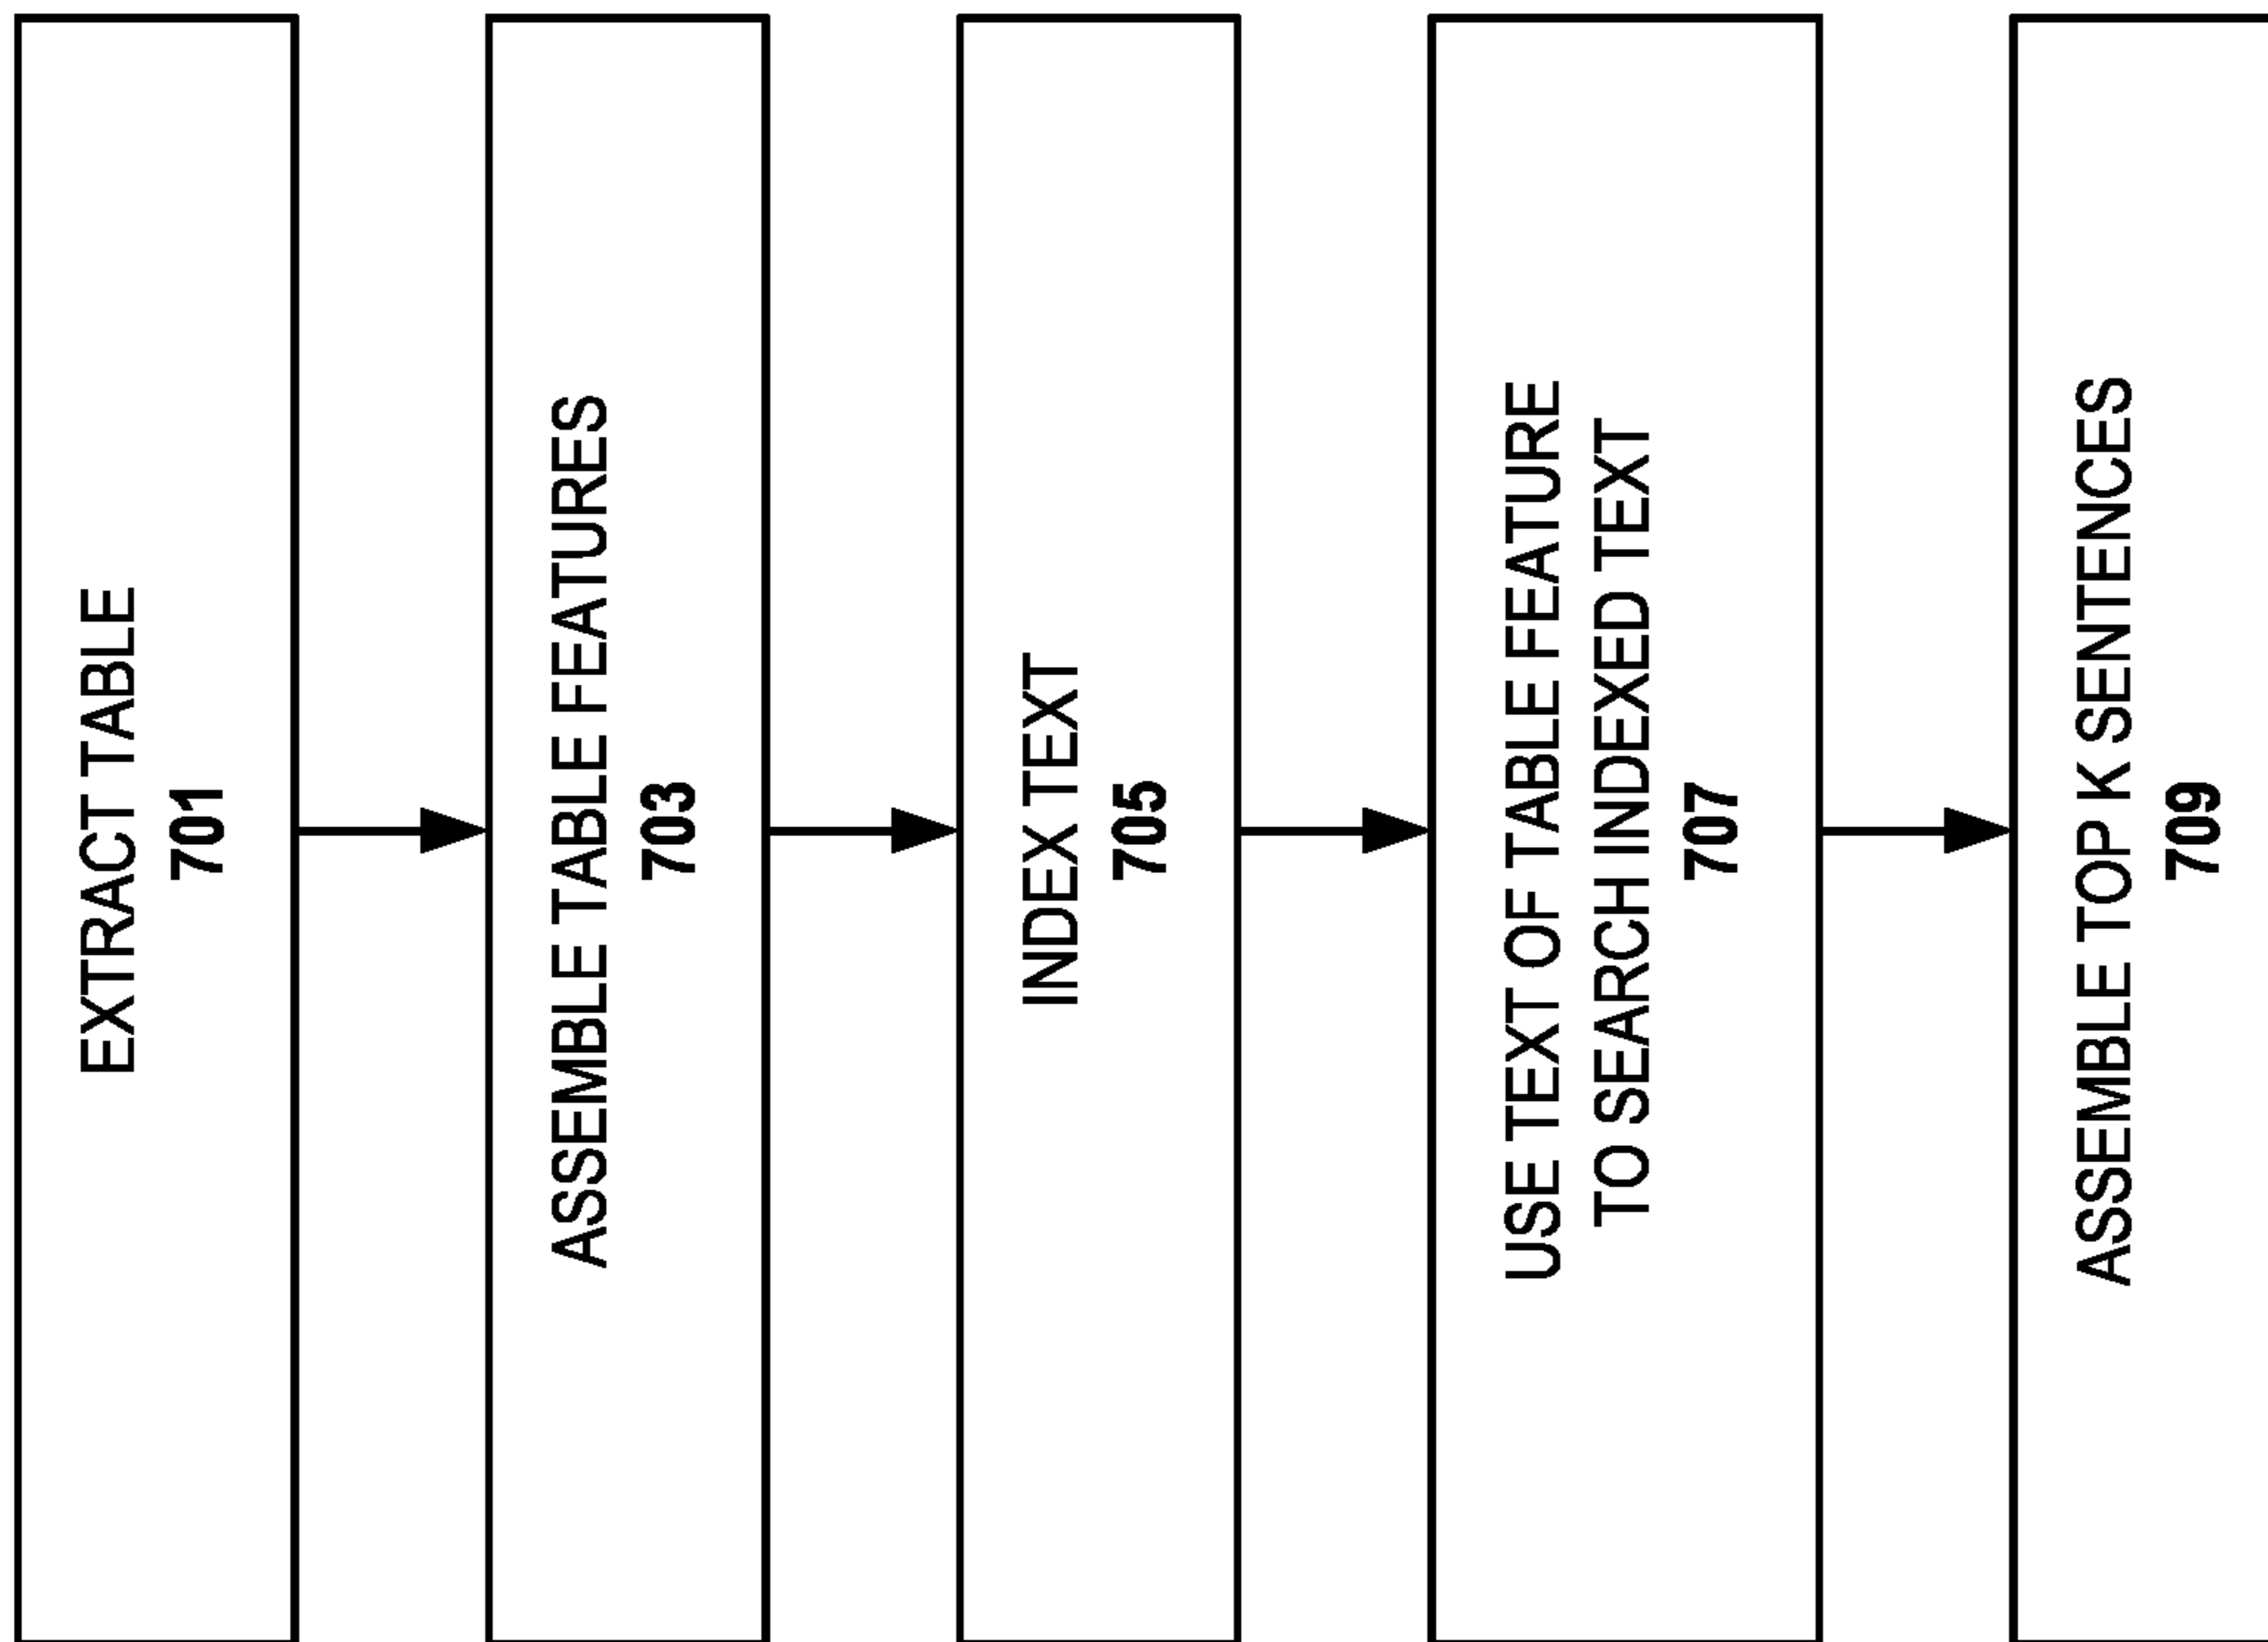 EXTRACT TABLE
701
ASSEMBLE TABLE FEATURES
703
INDEX TEXT
705
USE TEXT OF TABLE FEATURE
TO SEARCH INDEXED TEXT
707
ASSEMBLE TOP K SENTENCES
709